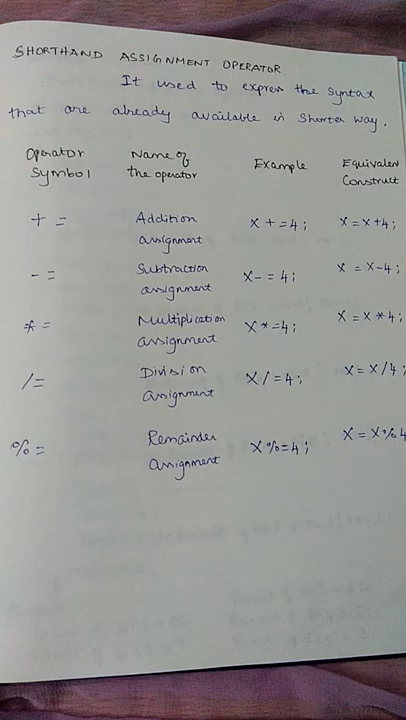 SHORTHAND ASSIGNMENT OPERATOR
It used to express the syntax
that are already available in shorter way.
Operator Symbol Name of the operator Example Equivalent Construct
+ = Addition assignment X + = 4 ; X = X+4 ;
- = Subtraction assignment X - = 4 ; X = X-4 ;
* = Multiplication assignment X * =4 ; X = X * 4 ;
/ = Division assignment X / =4 ; X = X / 4 ;
% = Remainder assignment X % =4 ; X = X % 4